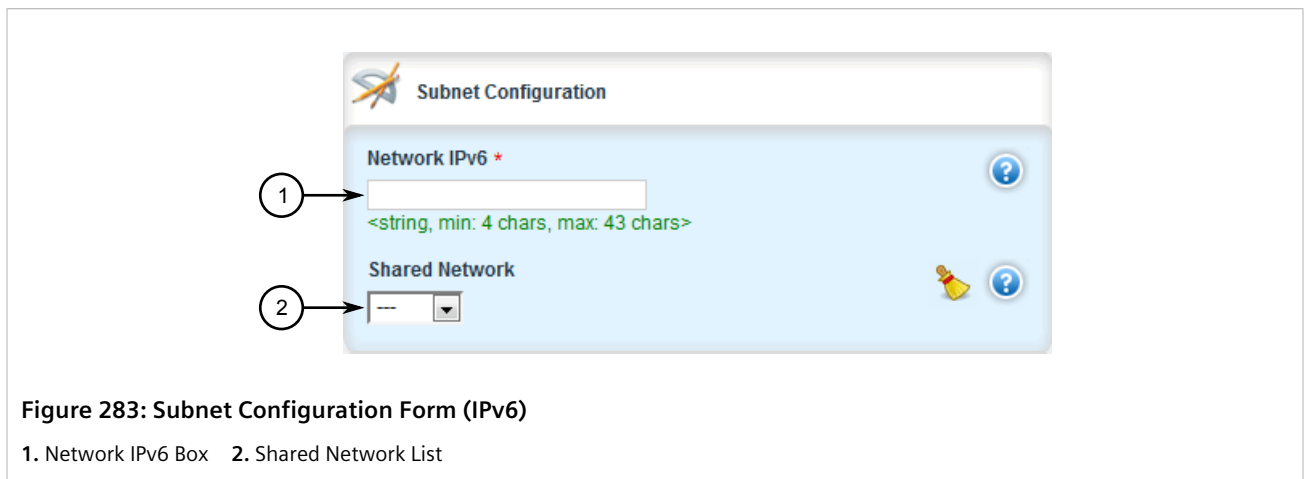 Subnet Configuration
Network IPv6 *
1
<string, min: 4 chars, max: 43 chars>
Shared Network
2
---
Figure 283: Subnet Configuration Form (IPv6)
1. Network IPv6 Box 2. Shared Network List